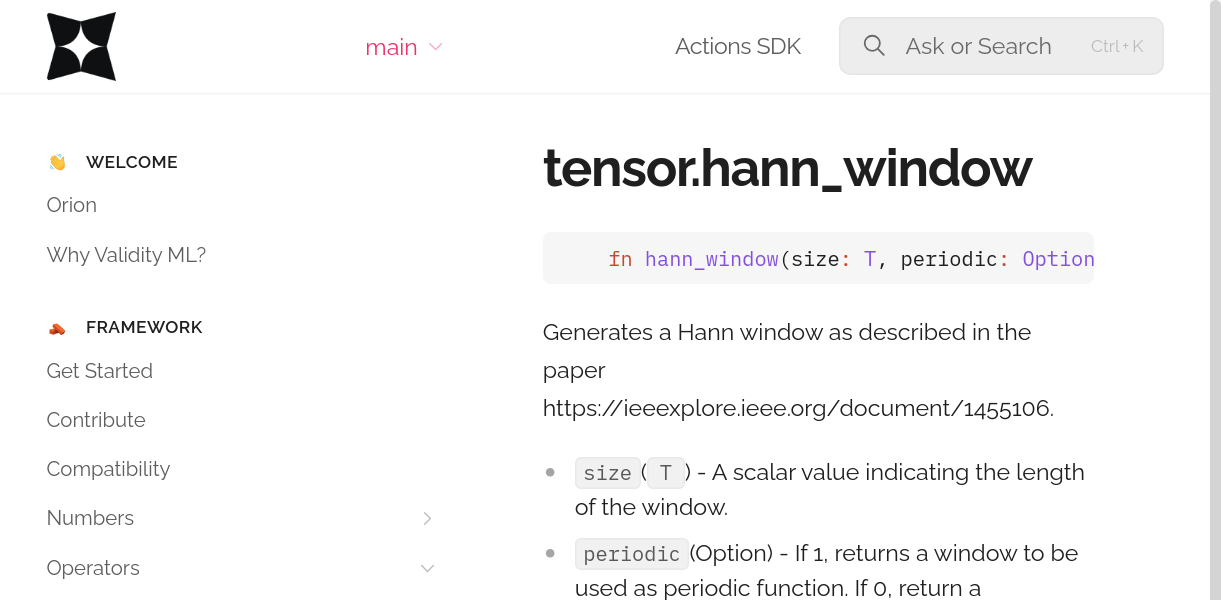 main
Actions SDK
Ask or Search
Ctrl+K
WELCOME
Orion
Why Validity ML?
FRAMEWORK
Get Started
Contribute
Compatibility
Numbers
Operators
tensor.hann_window
fn hann_window(size: T, periodic: Option
Generates a Hann window as described in the
paper
https://ieeexplore.ieee.org/document/1455106.
size (T) - A scalar value indicating the length
of the window.
periodic(Option) - If 1, returns a window to be
used as periodic function. If 0, return a